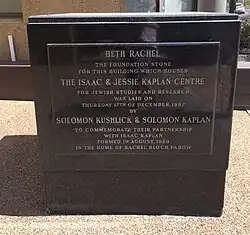 BETH RACHEL
THE FOUNDATION STONE
FOR THIS BUILDING WHICH HOUSES
THE ISAAC & JESSIE KAPLAN CENTRE
FOR JEWISH STUDIES AND RESEARCH
WAS LAID ON
THURSDAY 17TH OF DECEMBER, 1987
BY
SOLOMON KUSHLICK & SOLOMON KAPLAN
TO COMMEMORATE THEIR PARTNERSHIP
WITH ISAAC KAPLAN
FORMED IN AUGUST,
IN THE HOME OF RACHEL BLOCH PAROW